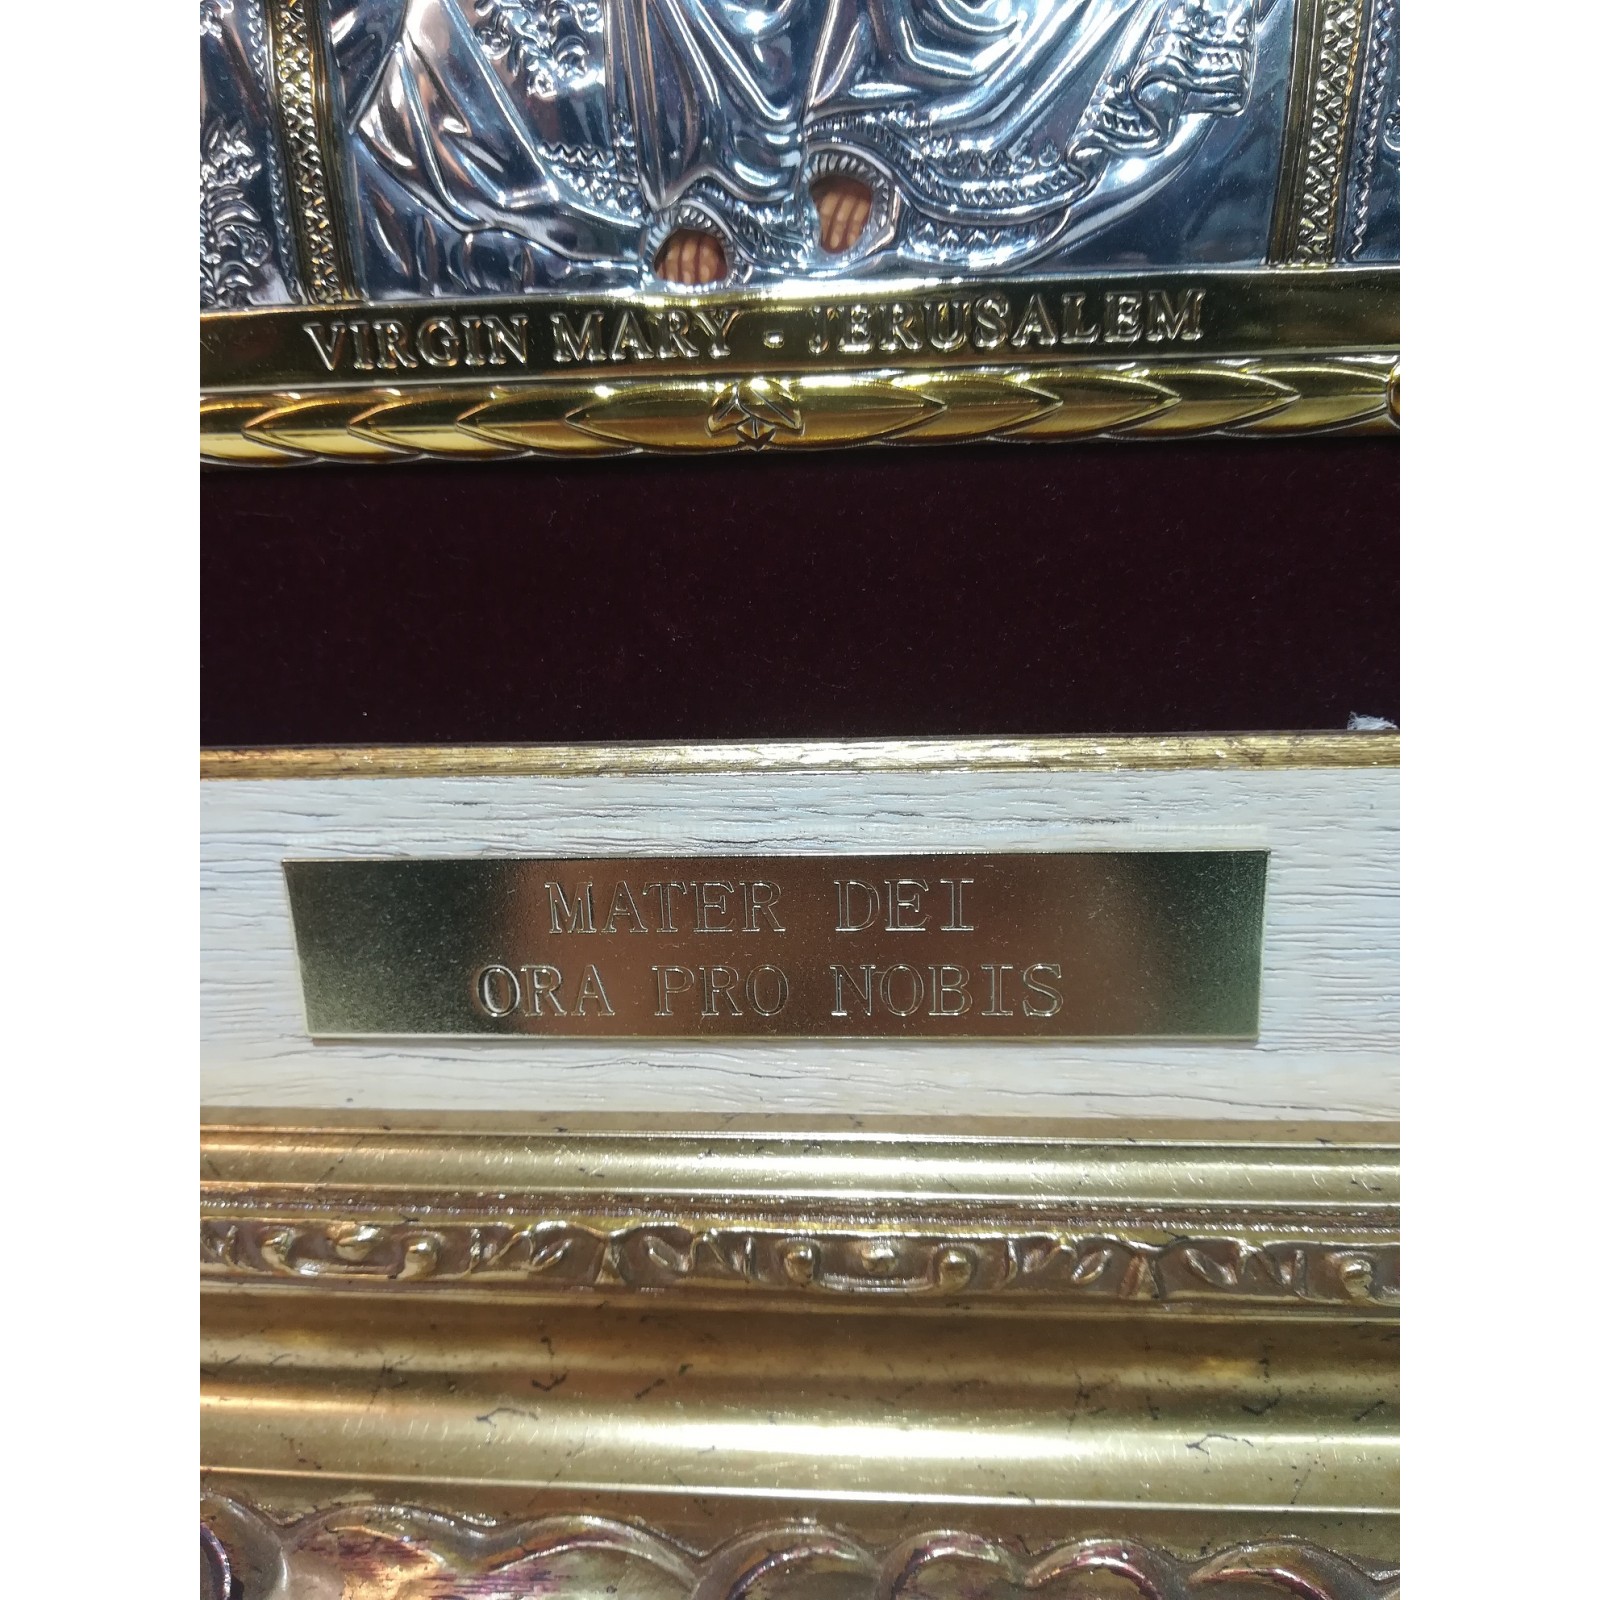 VIRGIN MARY - JERUSALEM
MATER DEI
ORA PRO NOBIS